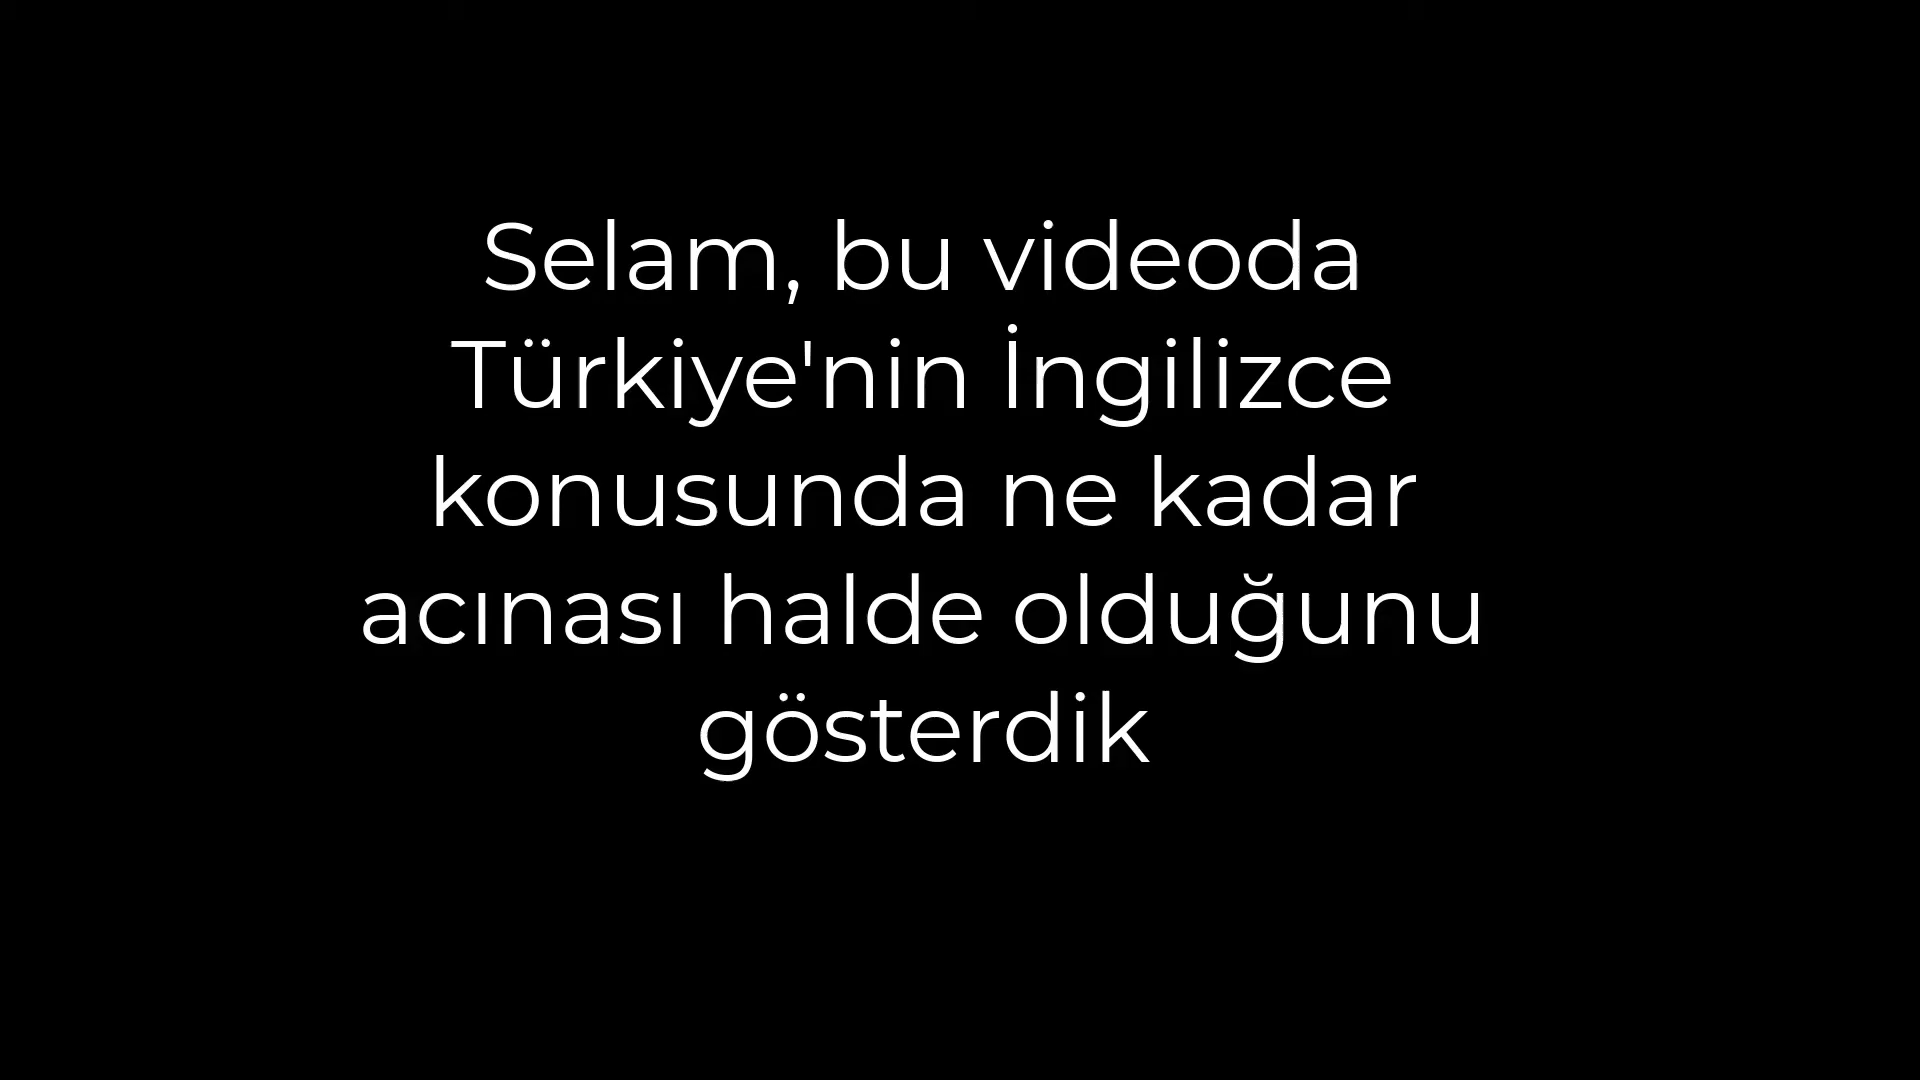 Selam, bu videoda
Türkiye'nin İngilizce
konusunda ne kadar
acınası halde olduğunu
gösterdik